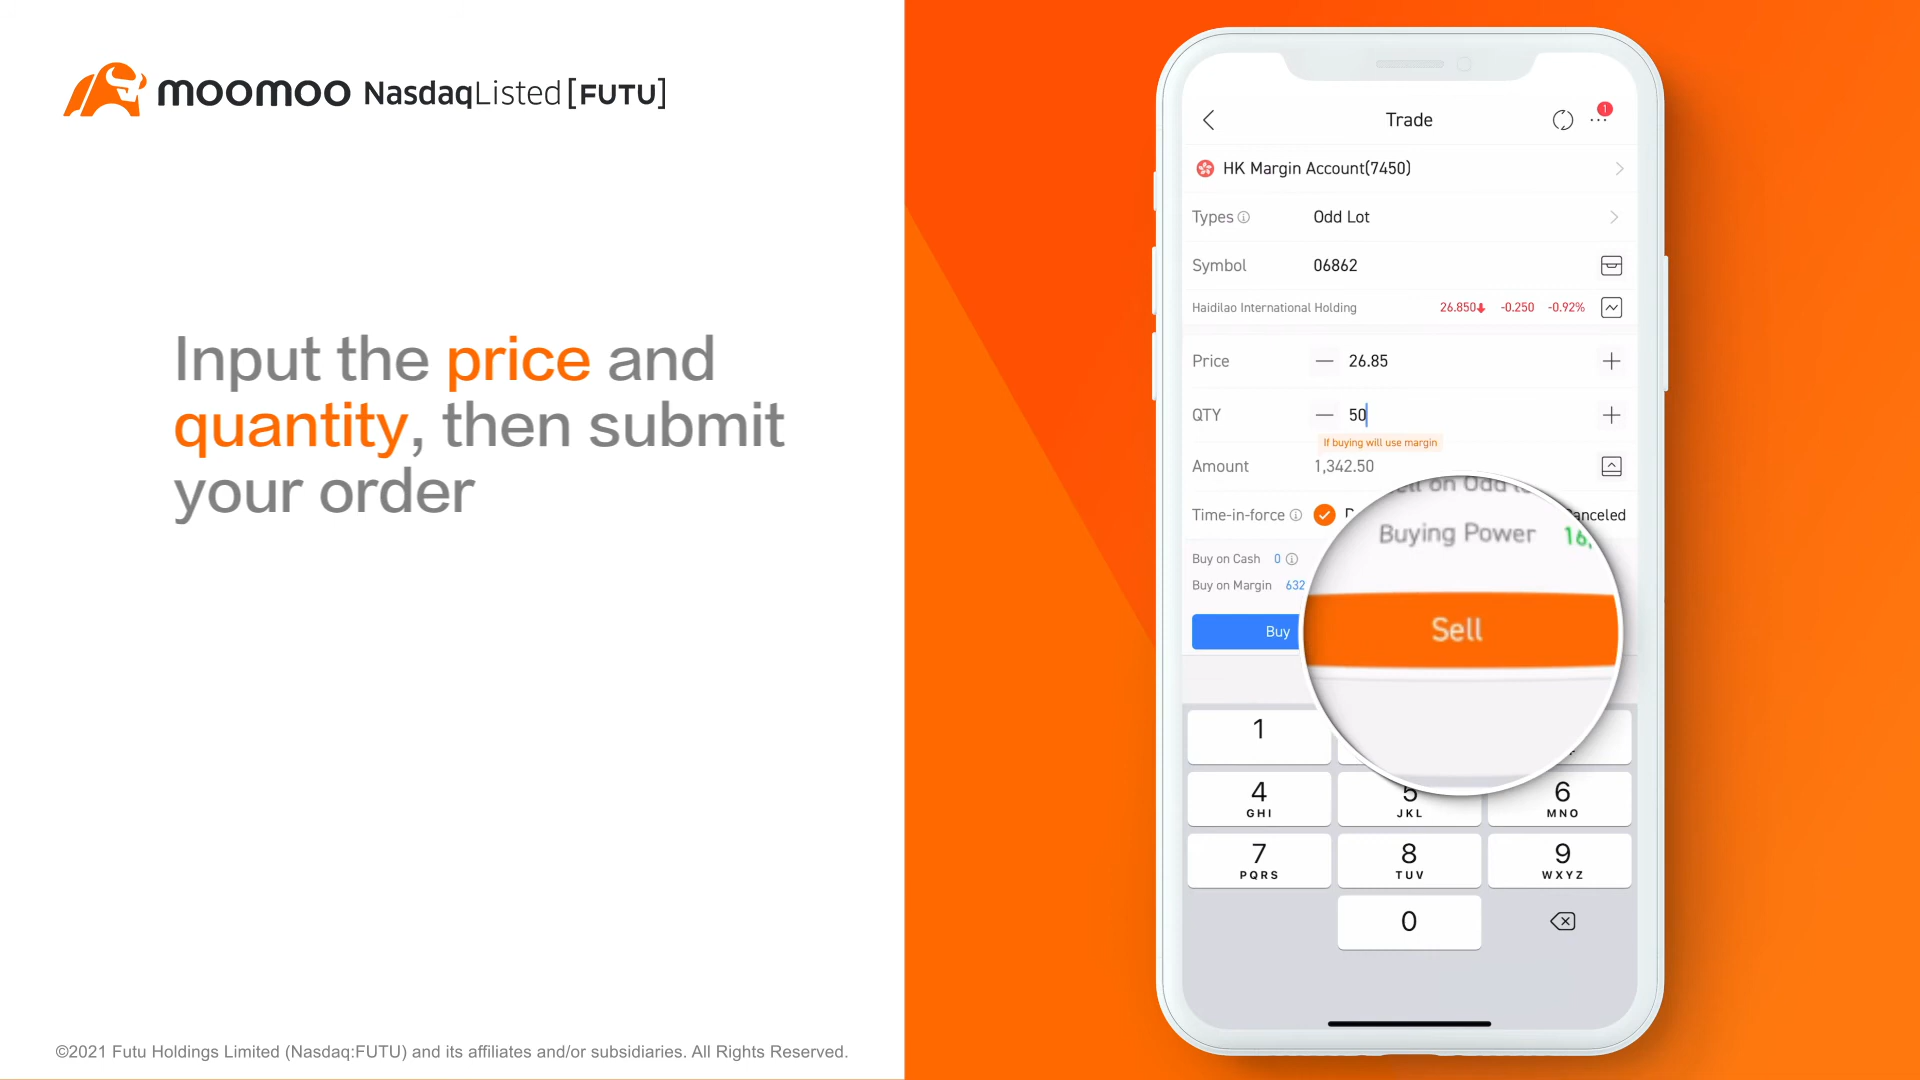 moomoo NasdaqListed [FUTU]
Input the price and
quantity, then submit
your order
©2021 Futu Holdings Limited (Nasdaq:FUTU) and its affiliates and/or subsidiaries. All Rights Reserved.
Trade
1
HK Margin Account(7450)
Types Odd Lot
Symbol 06862
Haidilao International Holding 26.850 -0.250 -0.92%
Price 26.85
QTY 50
If buying will use margin
Amount 1,342.50
Time-in-force
Buying Power 16,
Buy on Cash 0
Buy on Margin 632
Buy Sell
1
4 5 6
GHI JKL MNO
7 8 9
PQRS TUV WXYZ
0